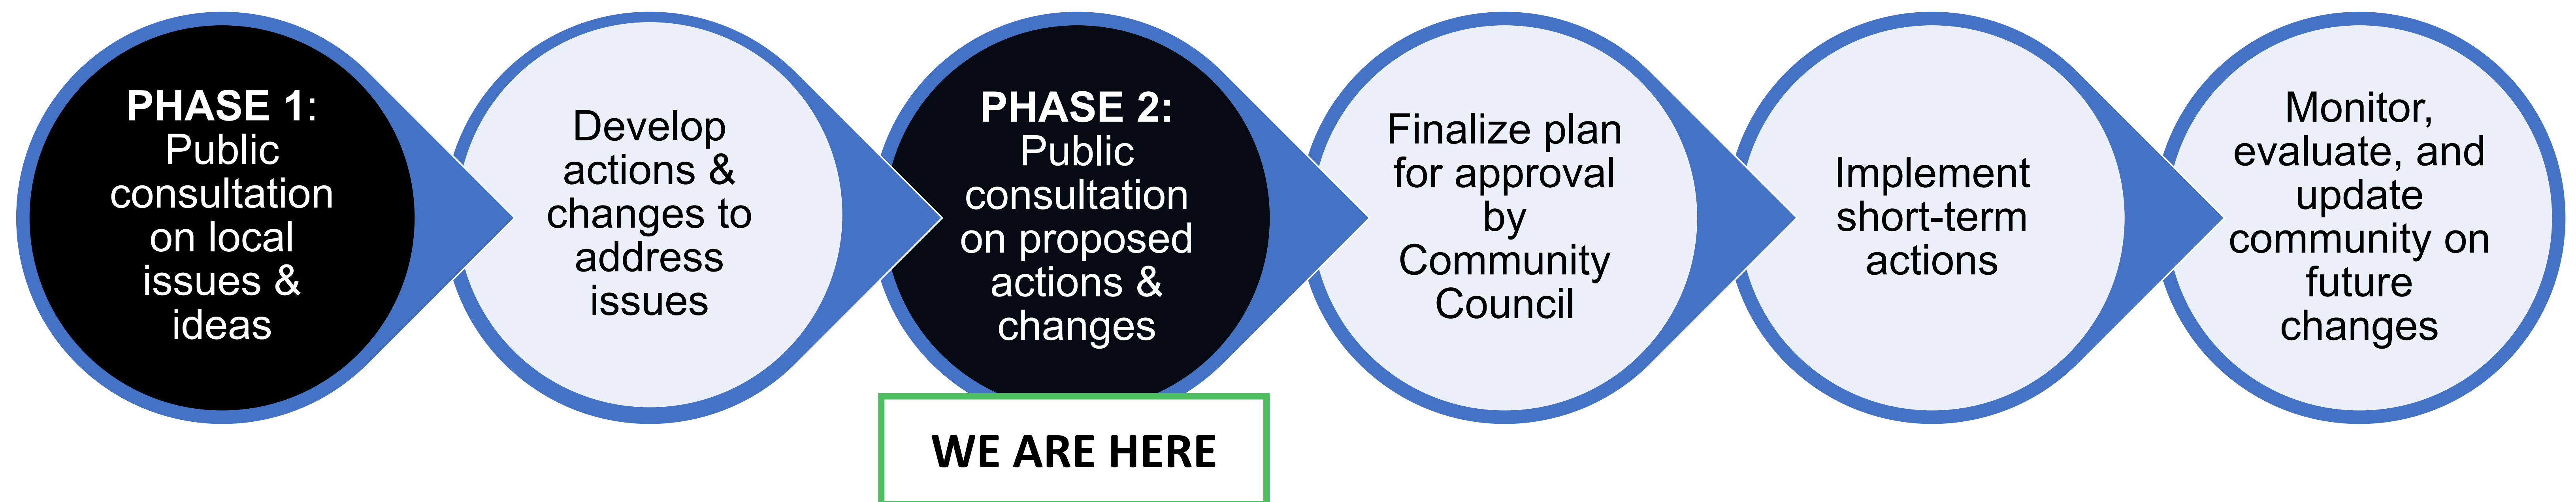 PHASE 1:
Public
consultation
on local
issues &
ideas
Develop
actions &
changes to
address
issues
PHASE 2:
Public
consultation
on proposed
actions &
changes
WE ARE HERE
Finalize plan
for approval
by
Community
Council
Implement
short-term
actions
Monitor,
evaluate, and
update
community on
future
changes